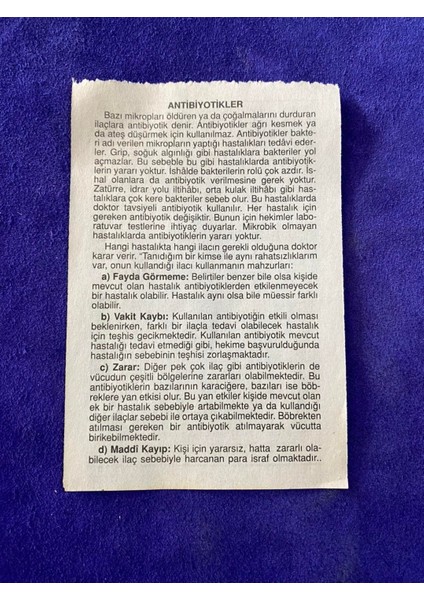 ANTİBİYOTİKLER
Bazı mikropları öldüren ya da çoğalmalarını durduran
ilaçlara antibiyotik denir. Antibiyotikler ağrı kesmek ya
da ateş düşürmek için kullanılmaz. Antibiyotikler bakte-
ri adı verilen mikropların yaptığı hastalıkları tedavi eder-
ler. Grip, soğuk algınlığı gibi hastalıklara bakteriler yol
açmazlar. Bu sebeble bu gibi hastalıklarda antibiyotik-
lerin yararı yoktur. İshâlde bakterilerin rolü çok azdır. İs-
hal olanlara da antibiyotik verilmesine gerek yoktur.
Zatürre, idrar yolu iltihâbı, orta kulak iltihabı gibi has-
talıklara çok kere bakteriler sebeb olur. Bu hastalıklarda
doktor tavsiyeli antibiyotik kullanılır. Her hastalık için
gereken antibiyotik değişiktir. Bunun için hekimler labo-
ratuvar testlerine ihtiyaç duyarlar. Mikrobik olmayan
hastalıklarda antibiyotiklerin yararı yoktur.
Hangi hastalıkta hangi ilacın gerekli olduğuna doktor
karar verir. "Tanıdığım bir kimse ile aynı rahatsızlıklarım
var, onun kullandığı ilacı kullanmanın mahzurları:
a) Fayda Görmeme: Belirtiler benzer bile olsa kişide
mevcut olan hastalık antibiyotiklerden etkilenmeyecek
bir hastalık olabilir. Hastalık aynı olsa bile müessir farklı
olabilir.
b) Vakit Kaybı: Kullanılan antibiyotiğin etkili olması
beklenirken, farklı bir ilaçla tedavi olabilecek hastalık
için teşhis gecikmektedir. Kullanılan antibiyotik mevcut
hastalığı tedavi etmediği gibi, hekime başvurulduğunda
hastalığın sebebinin teşhisi zorlaşmaktadır.
c) Zarar: Diğer pek çok ilaç gibi antibiyotiklerin de
vücudun çeşitli bölgelerine zararları olabilmektedir. Bu
antibiyotiklerin bazılarının karaciğere, bazıları ise böb-
reklere yan etkisi olur. Bu yan etkiler kişide mevcut olan
ek bir hastalık sebebiyle artabilmekte ya da kullandığı
diğer ilaçlar sebebi ile ortaya çıkabilmektedir. Böbrekten
atılması gereken bir antibiyotik atılmayarak vücutta
birikebilmektedir.
d) Maddî Kayıp: Kişi için yararsız, hatta zararlı ola-
bilecek ilaç sebebiyle harcanan para israf olmaktadır..